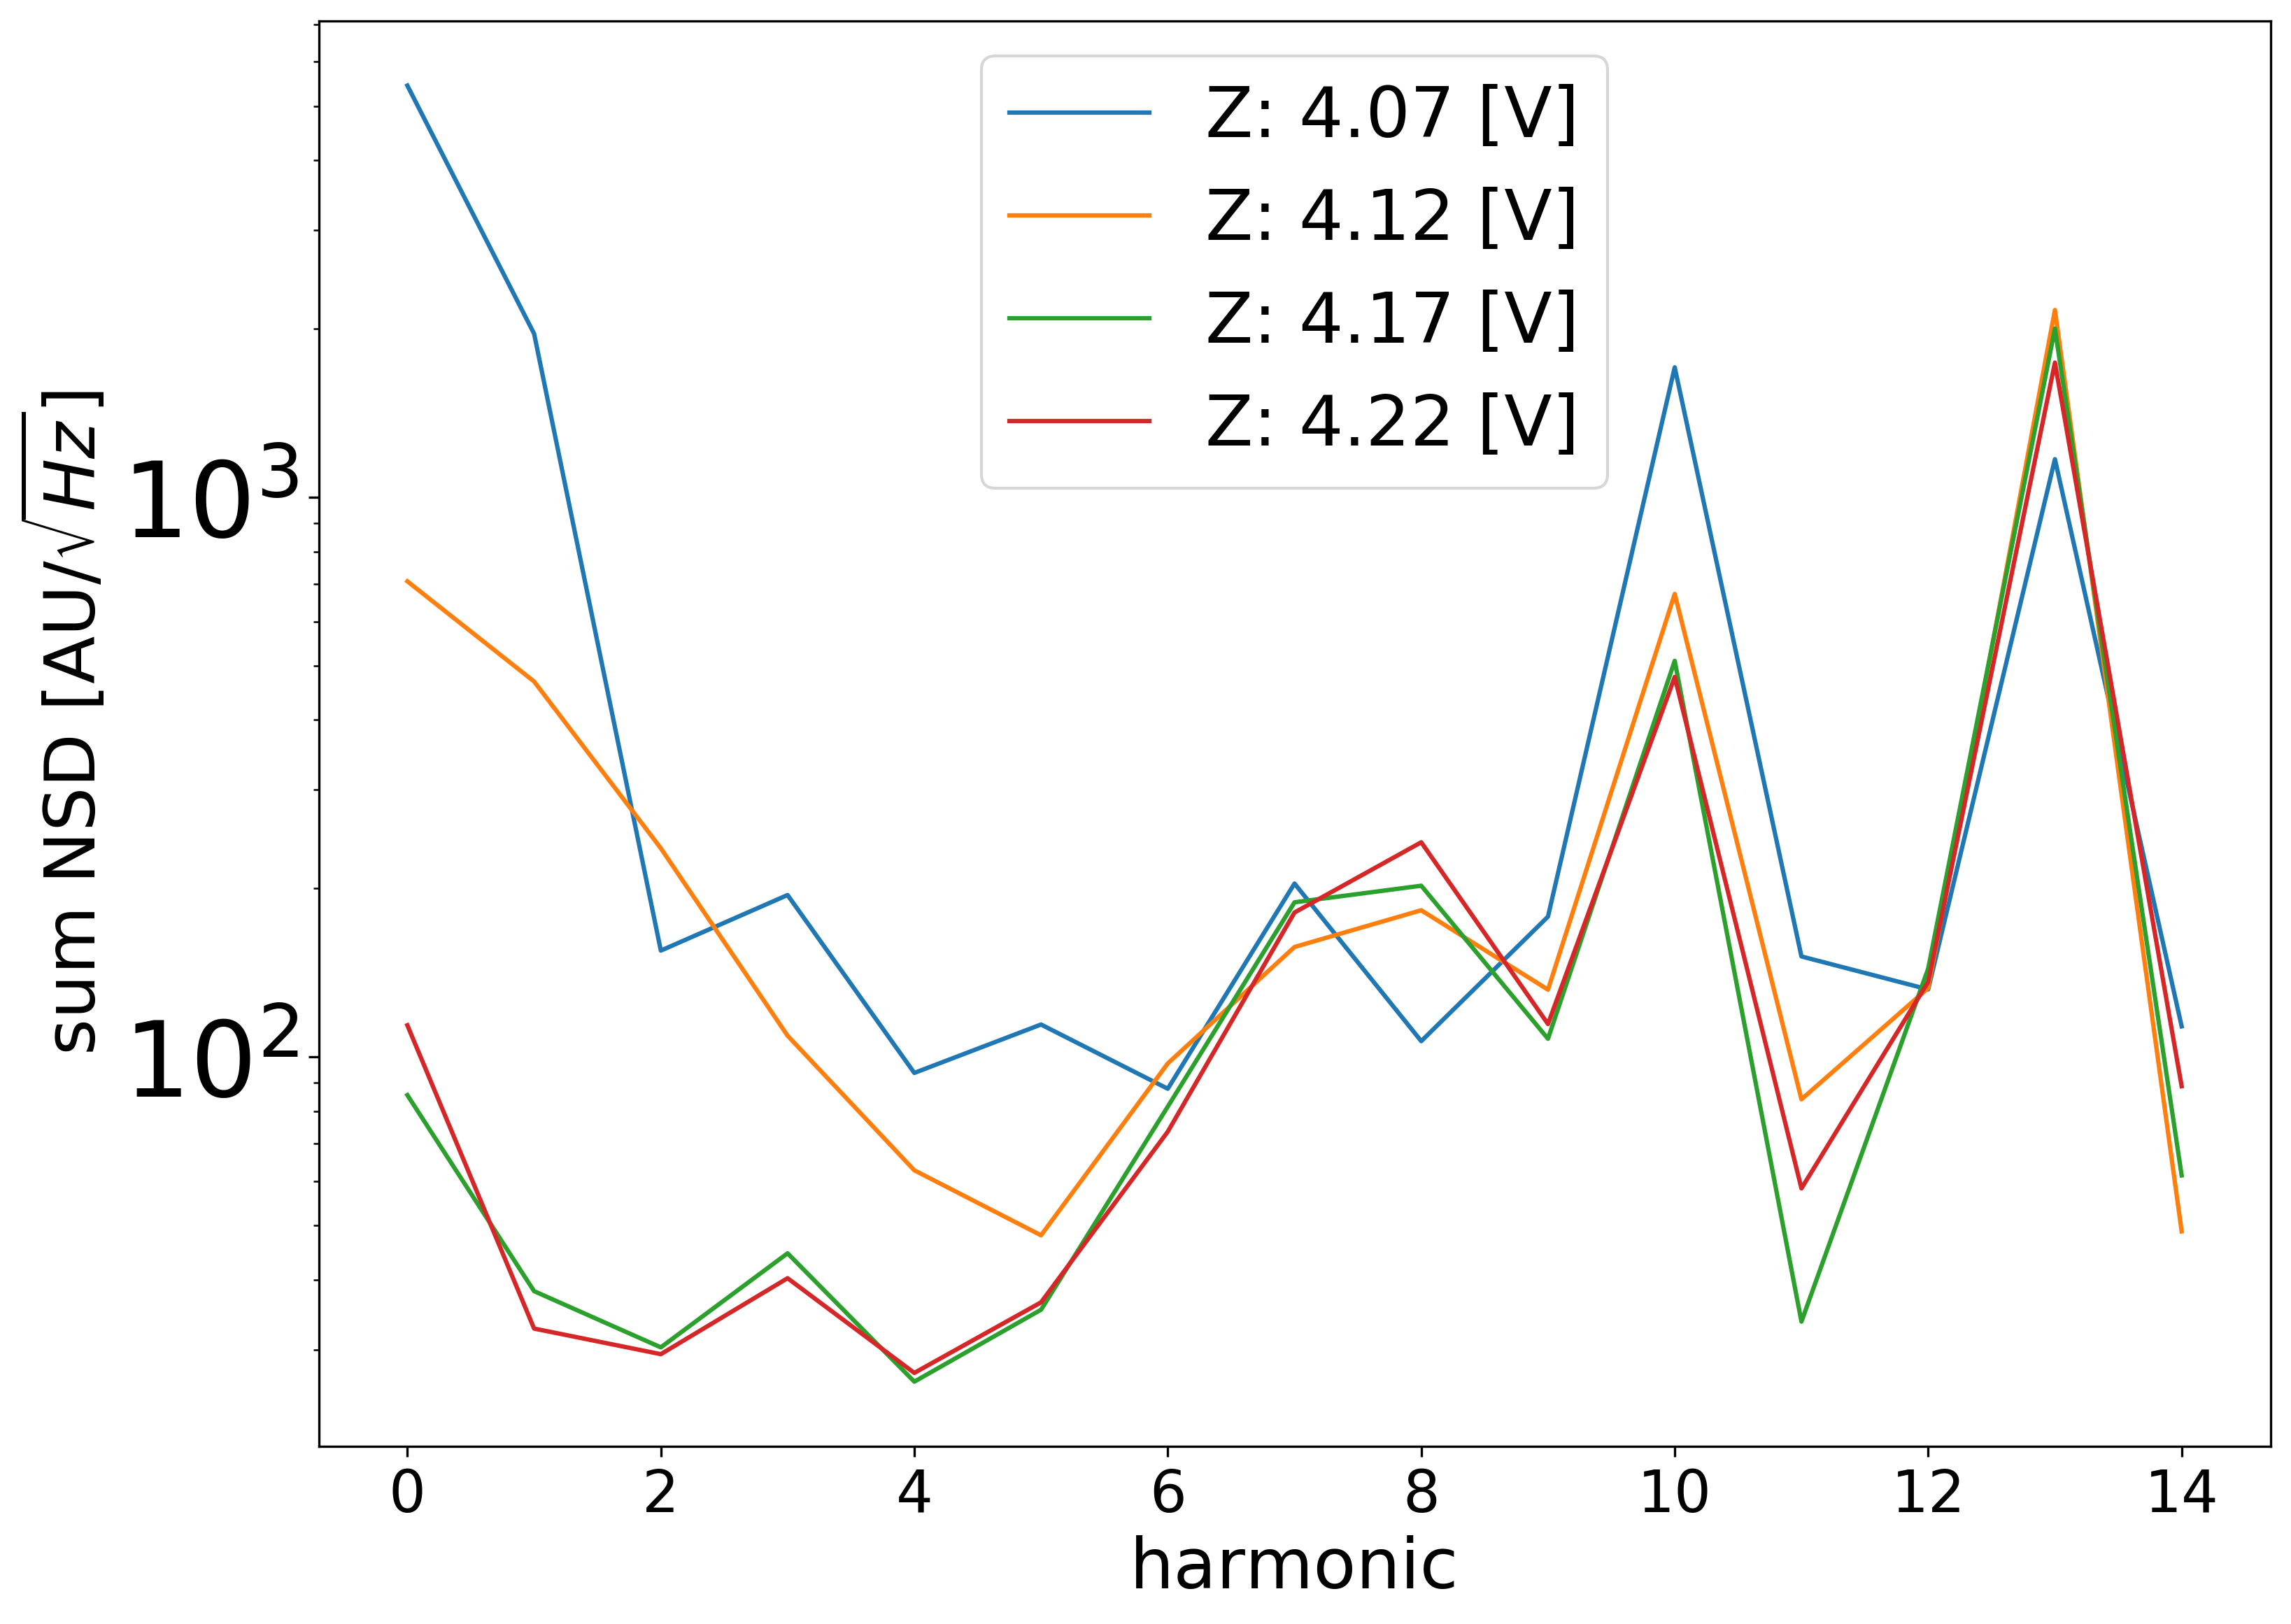 Z: 4.07 [V]
Z: 4.12 [V]
Z: 4.17 [V]
Z: 4.22 [V]
sum NSD [AU/√Hz]
10³
10²
0 2 4 6 8 10 12 14
harmonic